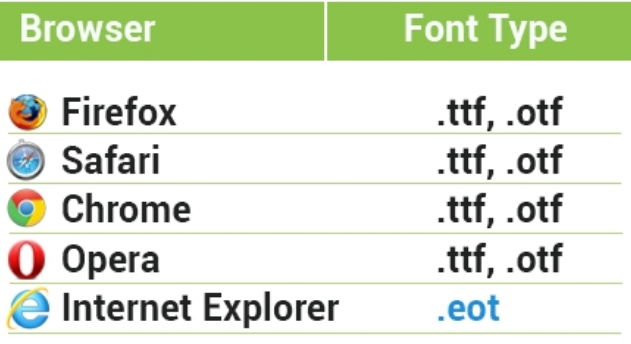 Browser Font Type
Firefox .ttf, .otf
Safari .ttf, .otf
Chrome .ttf, .otf
Opera .ttf, .otf
Internet Explorer .eot